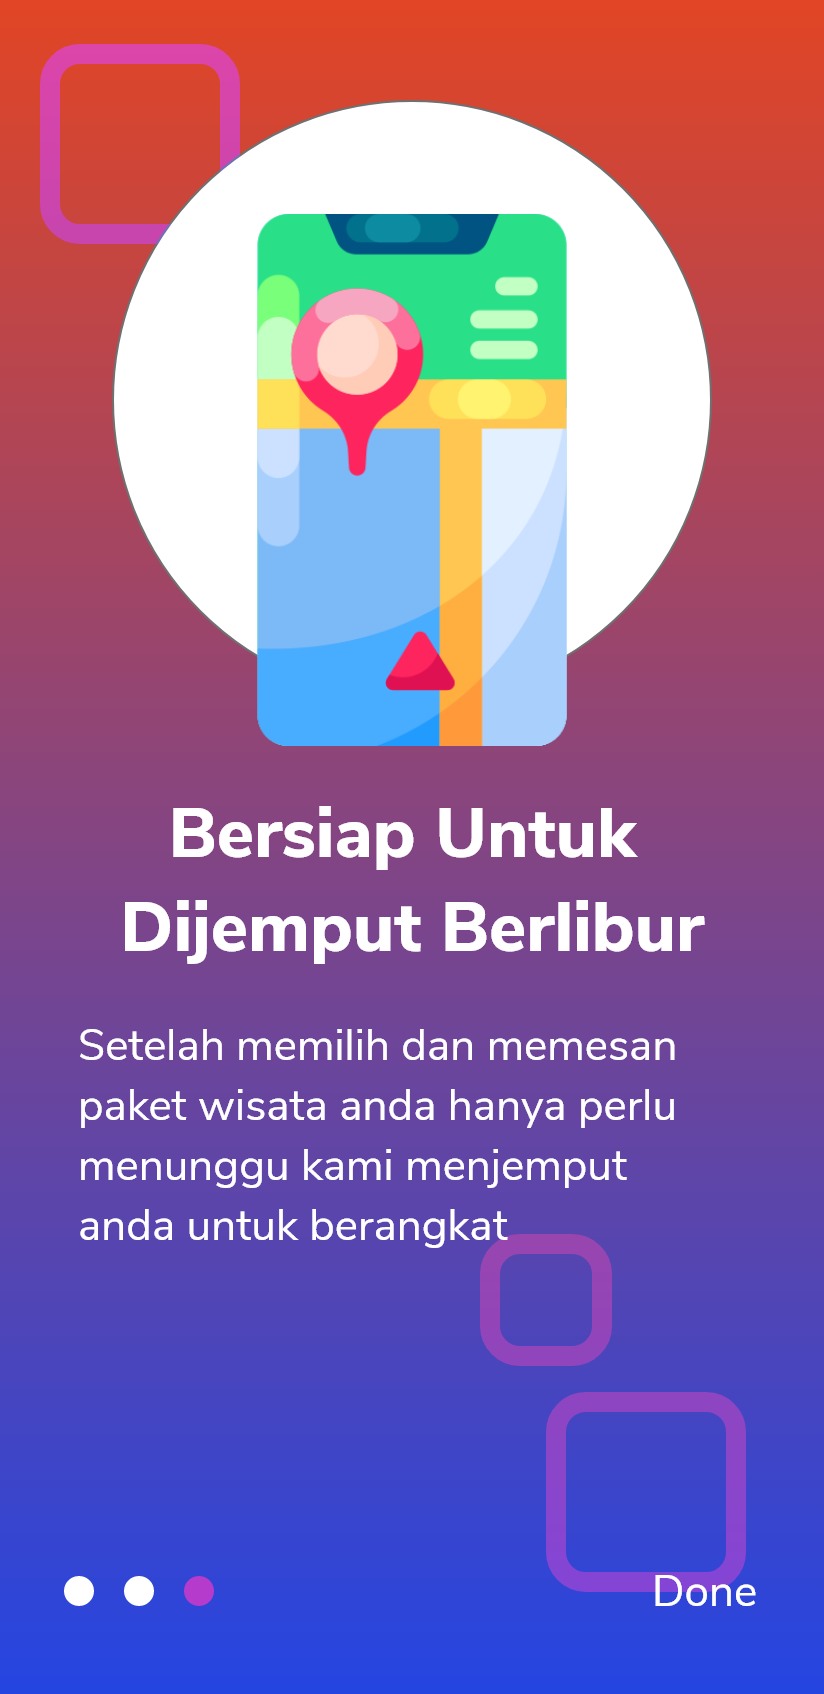 Bersiap Untuk
Dijemput Berlibur
Setelah memilih dan memesan
paket wisata anda hanya perlu
menunggu kami menjemput
anda untuk berangkat
Done